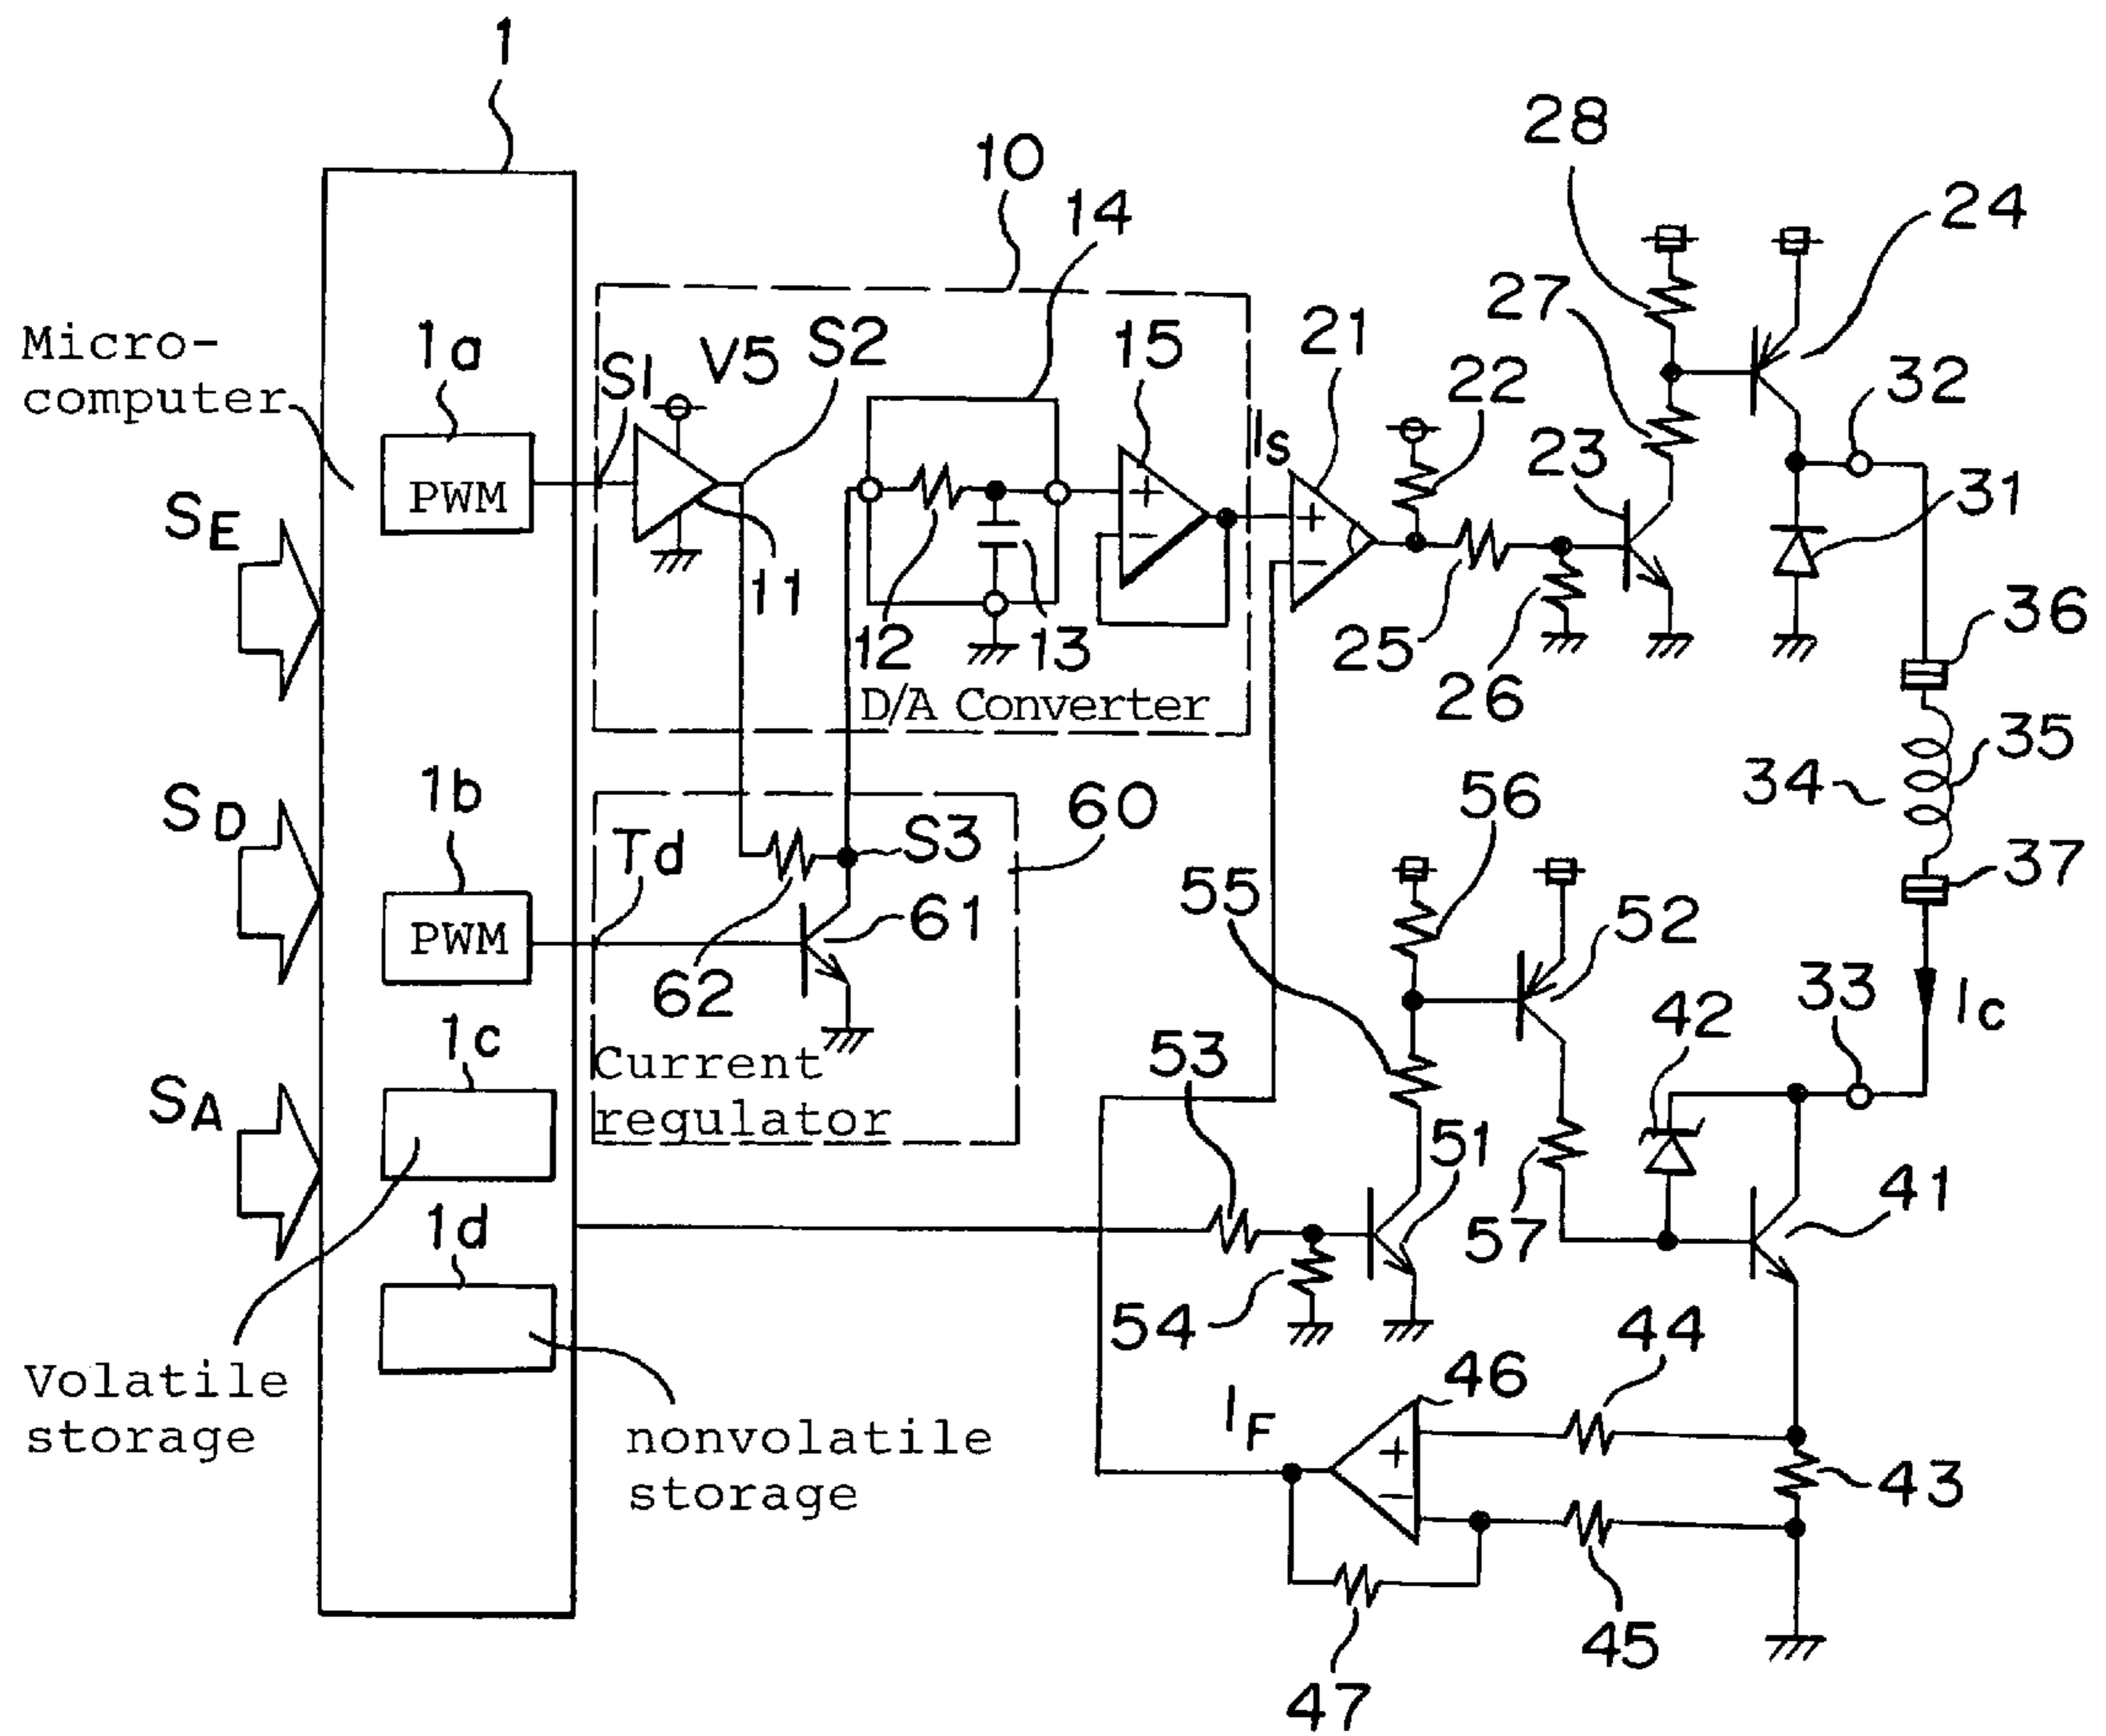 1
10
14
28
24
Micro-
computer
1a
PWM
S1
V5
S2
15
Is
21
22
27
23
32
31
SE
11
12
13
25
26
36
D/A Converter
35
34
SD
1b
PWM
Td
S3
60
56
55
37
61
62
52
33
Ic
42
SA
1c
Current
regulator
53
51
57
41
1d
54
44
Volatile
storage
nonvolatile
storage
IF
46
+
−
43
45
47
+
−
+
−